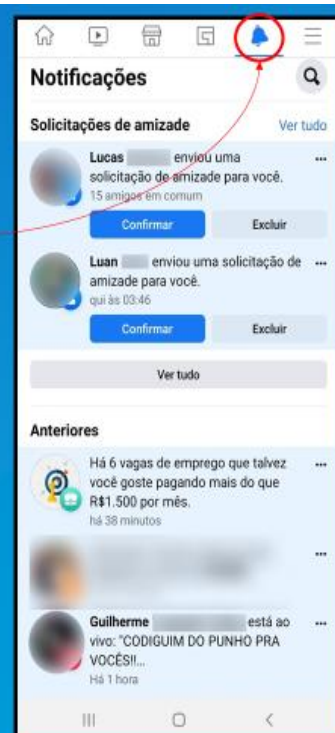 Notificações
Solicitações de amizade Ver tudo
Lucas enviou uma
solicitação de amizade para você.
15 amigos em comum
Confirmar Excluir
Luan enviou uma solicitação de
amizade para você.
qui às 03:46
Confirmar Excluir
Ver tudo
Anteriores
Há 6 vagas de emprego que talvez
você goste pagando mais do que
R$1.500 por mês.
há 38 minutos
Guilherme está ao
vivo: "CODIGUIM DO PUNHO PRA
VOCÊS!!...
Há 1 hora